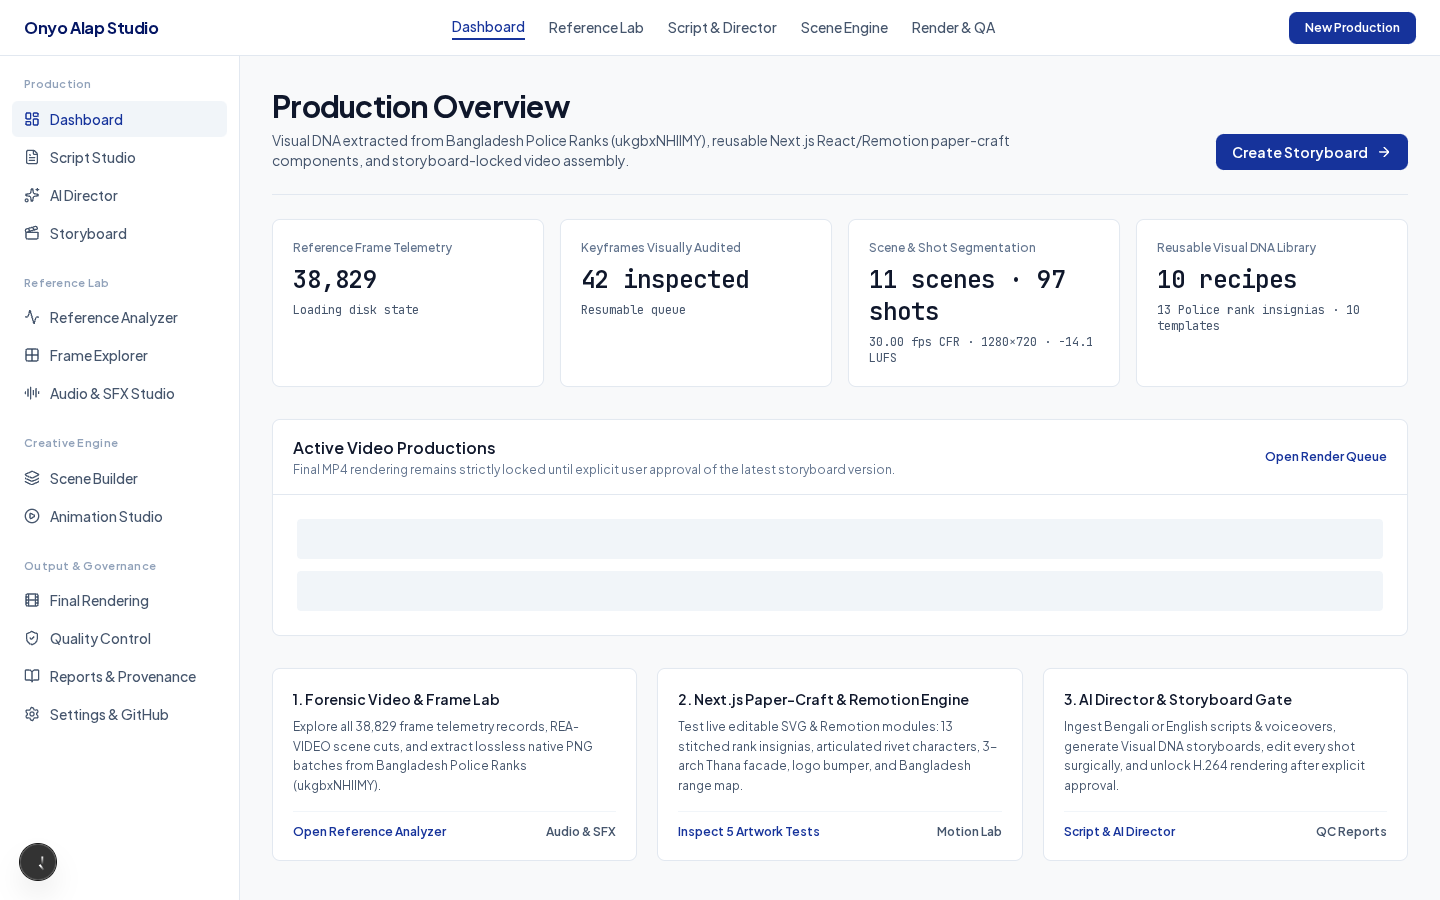 Onyo Alap Studio
Dashboard
Reference Lab
Script & Director
Scene Engine
Render & QA
New Production
Production
Dashboard
Script Studio
AI Director
Storyboard
Reference Lab
Reference Analyzer
Frame Explorer
Audio & SFX Studio
Creative Engine
Scene Builder
Animation Studio
Output & Governance
Final Rendering
Quality Control
Reports & Provenance
Settings & GitHub
Production Overview
Visual DNA extracted from Bangladesh Police Ranks (ukgbxNHIIMY), reusable Next.js React/Remotion paper-craft
components, and storyboard-locked video assembly.
Create Storyboard
Reference Frame Telemetry
38,829
Loading disk state
Keyframes Visually Audited
42 inspected
Resumable queue
Scene & Shot Segmentation
11 scenes · 97
shots
30.00 fps CFR · 1280×720 · -14.1
LUFS
Reusable Visual DNA Library
10 recipes
13 Police rank insignias · 10
templates
Active Video Productions
Final MP4 rendering remains strictly locked until explicit user approval of the latest storyboard version.
Open Render Queue
1. Forensic Video & Frame Lab
Explore all 38,829 frame telemetry records, REA-
VIDEO scene cuts, and extract lossless native PNG
batches from Bangladesh Police Ranks
(ukgbxNHIIMY).
Open Reference Analyzer
Audio & SFX
2. Next.js Paper-Craft & Remotion Engine
Test live editable SVG & Remotion modules: 13
stitched rank insignias, articulated rivet characters, 3-
arch Thana facade, logo bumper, and Bangladesh
range map.
Inspect 5 Artwork Tests
Motion Lab
3. AI Director & Storyboard Gate
Ingest Bengali or English scripts & voiceovers,
generate Visual DNA storyboards, edit every shot
surgically, and unlock H.264 rendering after explicit
approval.
Script & AI Director
QC Reports